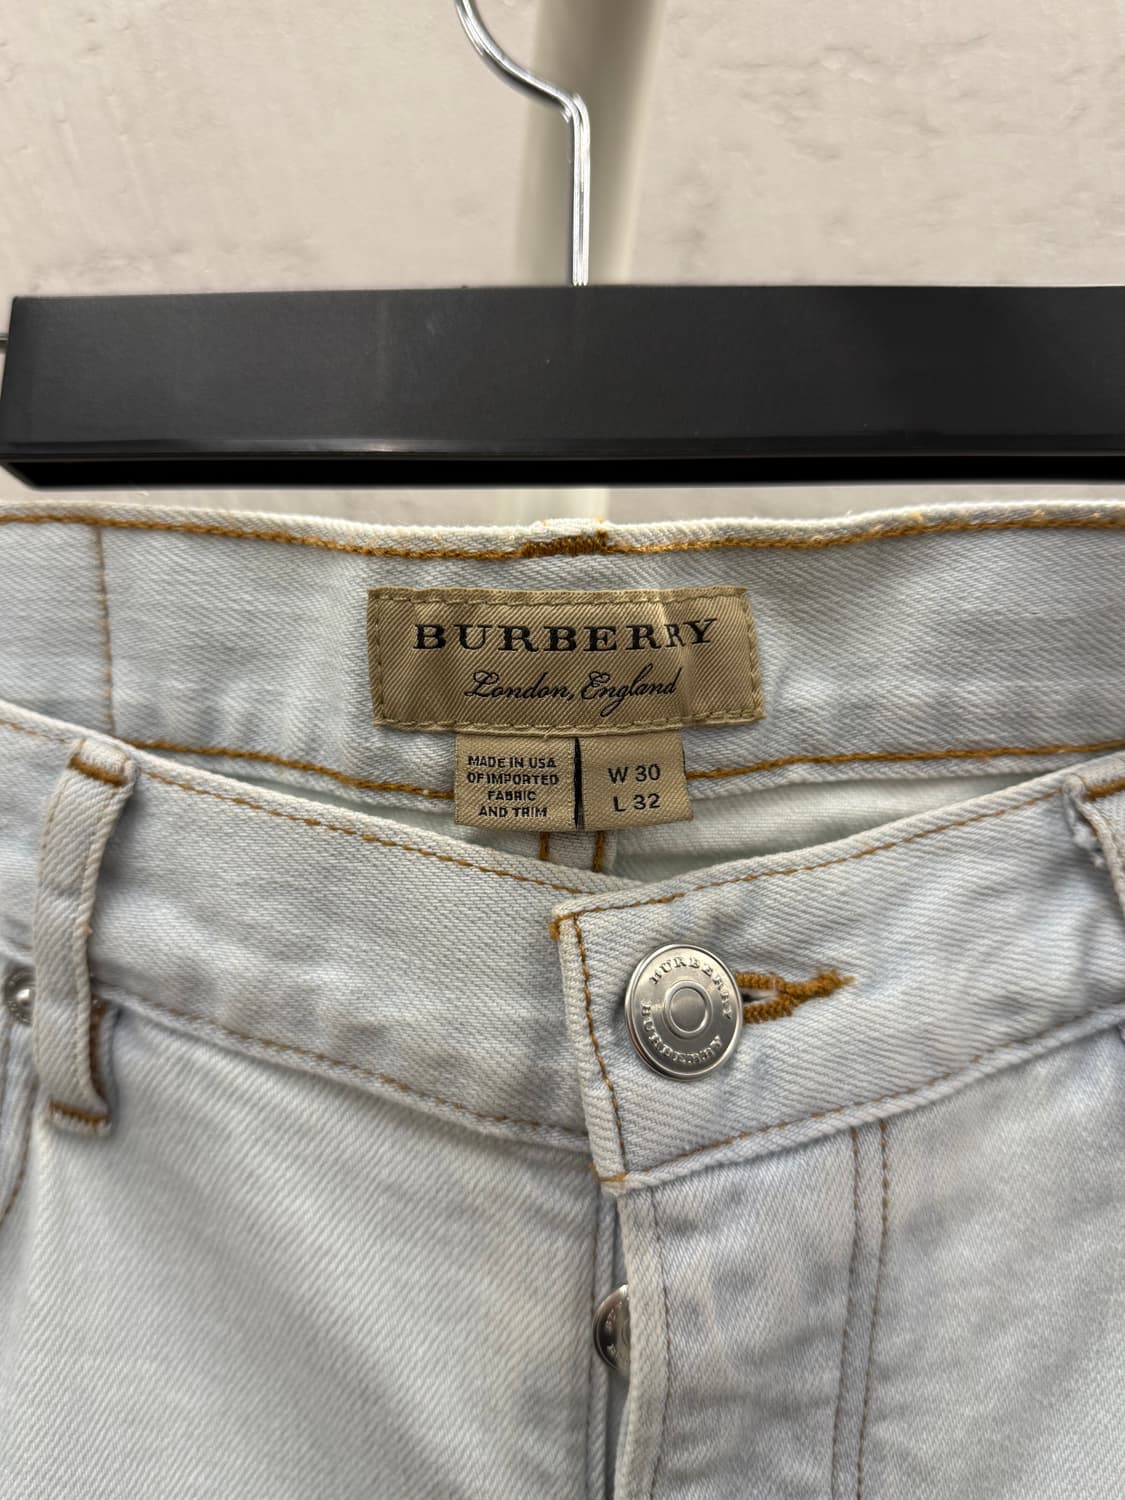 BURBERRY
London, England
MADE IN USA
OF IMPORTED
FABRIC
AND TRIM
W 30
L 32
BURBERRY
BURBERRY